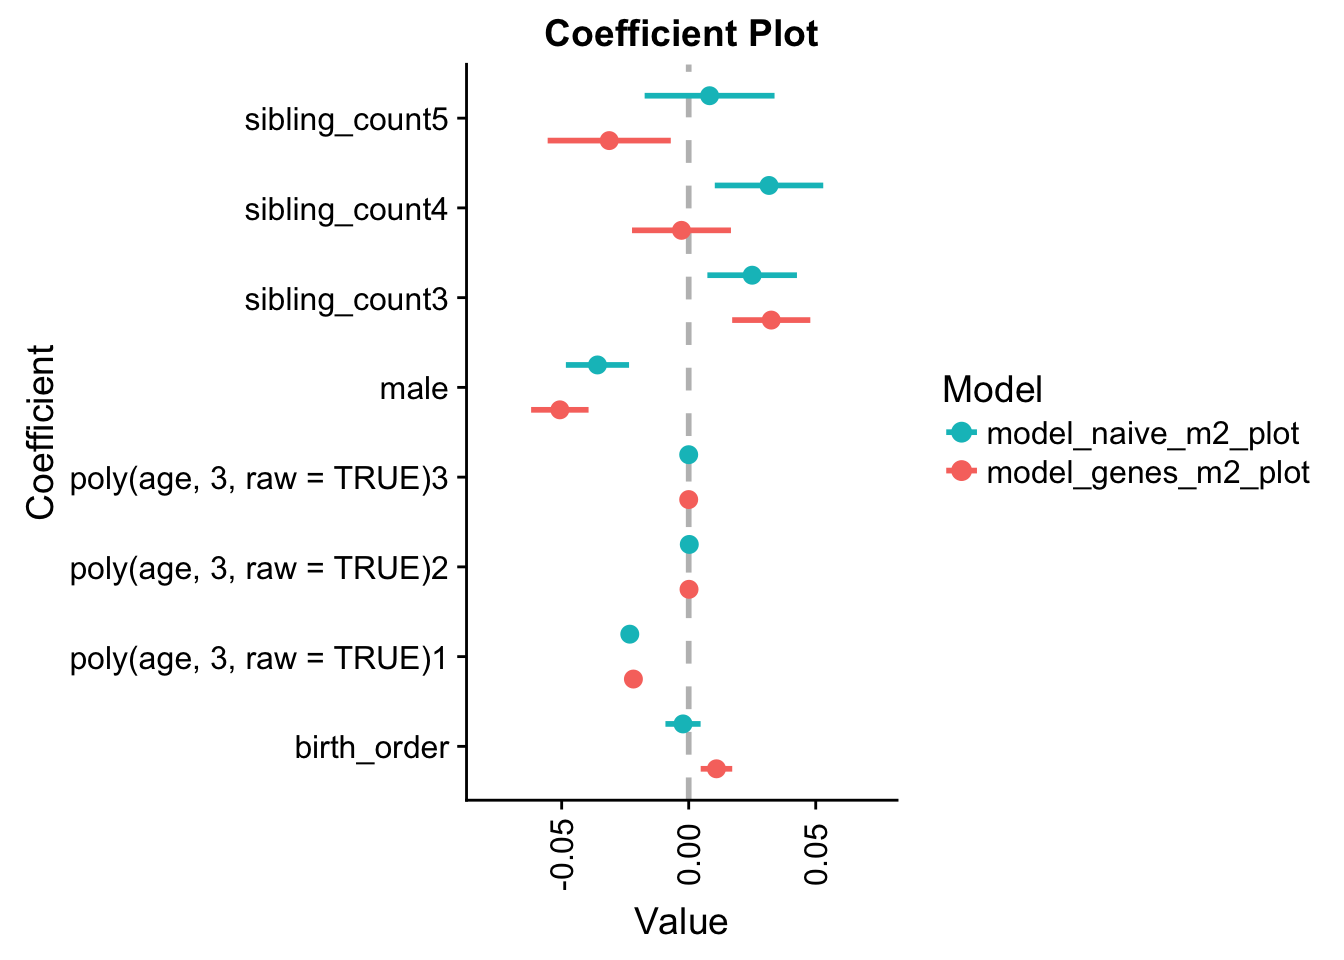 Coefficient Plot
Coefficient
sibling_count5
sibling_count4
sibling_count3
male
poly(age, 3, raw = TRUE)3
poly(age, 3, raw = TRUE)2
poly(age, 3, raw = TRUE)1
birth_order
-0.05
0.00
0.05
Value
Model
model_naive_m2_plot
model_genes_m2_plot